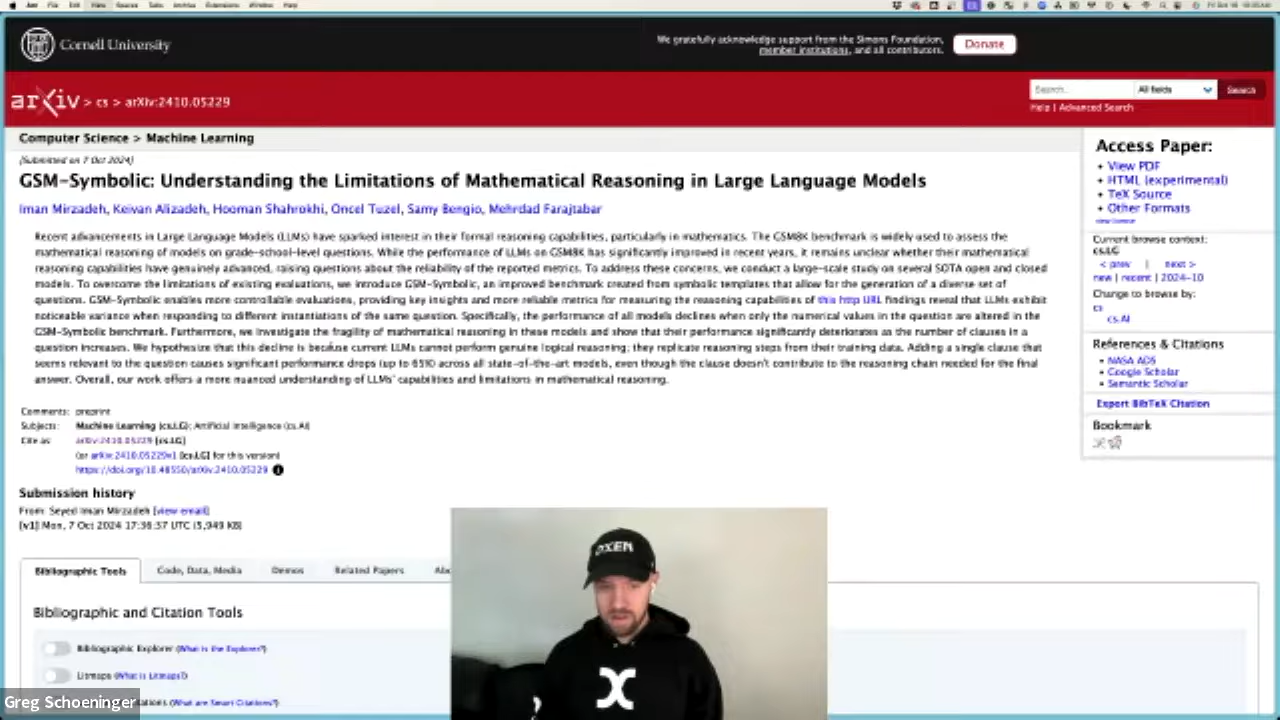 Arc File Edit View Spaces Tabs Archive Extensions Window Help
Cornell University
We gratefully acknowledge support from the Simons Foundation,
member institutions, and all contributors.
Donate
arXiv > cs > arXiv:2410.05229
Search...
All fields
Search
Help | Advanced Search
Computer Science > Machine Learning
[Submitted on 7 Oct 2024]
GSM-Symbolic: Understanding the Limitations of Mathematical Reasoning in Large Language Models
Iman Mirzadeh, Keivan Alizadeh, Hooman Shahrokhi, Oncel Tuzel, Samy Bengio, Mehrdad Farajtabar
Recent advancements in Large Language Models (LLMs) have sparked interest in their formal reasoning capabilities, particularly in mathematics. The GSM8K benchmark is widely used to assess the
mathematical reasoning of models on grade-school-level questions. While the performance of LLMs on GSM8K has significantly improved in recent years, it remains unclear whether their mathematical
reasoning capabilities have genuinely advanced, raising questions about the reliability of the reported metrics. To address these concerns, we conduct a large-scale study on several SOTA open and closed
models. To overcome the limitations of existing evaluations, we introduce GSM-Symbolic, an improved benchmark created from symbolic templates that allow for the generation of a diverse set of
questions. GSM-Symbolic enables more controllable evaluations, providing key insights and more reliable metrics for measuring the reasoning capabilities of this http URL findings reveal that LLMs exhibit
noticeable variance when responding to different instantiations of the same question. Specifically, the performance of all models declines when only the numerical values in the question are altered in the
GSM-Symbolic benchmark. Furthermore, we investigate the fragility of mathematical reasoning in these models and show that their performance significantly deteriorates as the number of clauses in a
question increases. We hypothesize that this decline is because current LLMs cannot perform genuine logical reasoning; they replicate reasoning steps from their training data. Adding a single clause that
seems relevant to the question causes significant performance drops (up to 65%) across all state-of-the-art models, even though the clause doesn't contribute to the reasoning chain needed for the final
answer. Overall, our work offers a more nuanced understanding of LLMs' capabilities and limitations in mathematical reasoning.
Comments: preprint
Subjects: Machine Learning (cs.LG); Artificial Intelligence (cs.AI)
Cite as: arXiv:2410.05229 [cs.LG]
(or arXiv:2410.05229v1 [cs.LG] for this version)
https://doi.org/10.48550/arXiv.2410.05229
Submission history
From: Seyed Iman Mirzadeh [view email]
[v1] Mon, 7 Oct 2024 17:36:37 UTC (5,949 KB)
Bibliographic Tools
Code, Data, Media
Demos
Related Papers
Abo
Bibliographic and Citation Tools
Bibliographic Explorer (What is the Explorer?)
Litmaps (What is Litmaps?)
(What are Smart Citations?)
Access Paper:
View PDF
HTML (experimental)
TeX Source
Other Formats
view license
Current browse context:
cs.LG
< prev | next >
new | recent | 2024-10
Change to browse by:
cs
cs.AI
References & Citations
NASA ADS
Google Scholar
Semantic Scholar
Export BibTeX Citation
Bookmark
OXEN
Greg Schoeninger